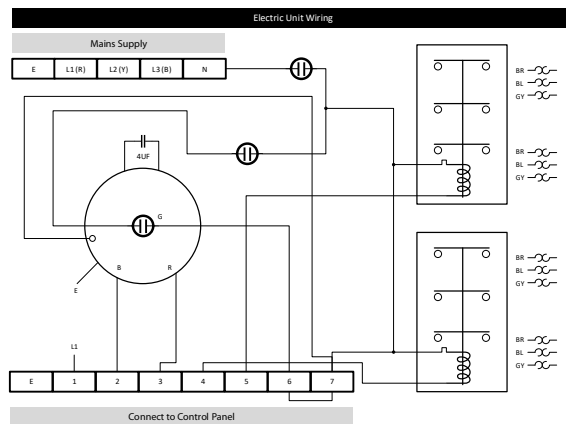 Electric Unit Wiring
Mains Supply
E L1 (R) L2 (Y) L3 (B) N
BR
BL
GY
BR
BL
GY
4UF
G
B R
E
BR
BL
GY
BR
BL
GY
L1
E 1 2 3 4 5 6 7
Connect to Control Panel